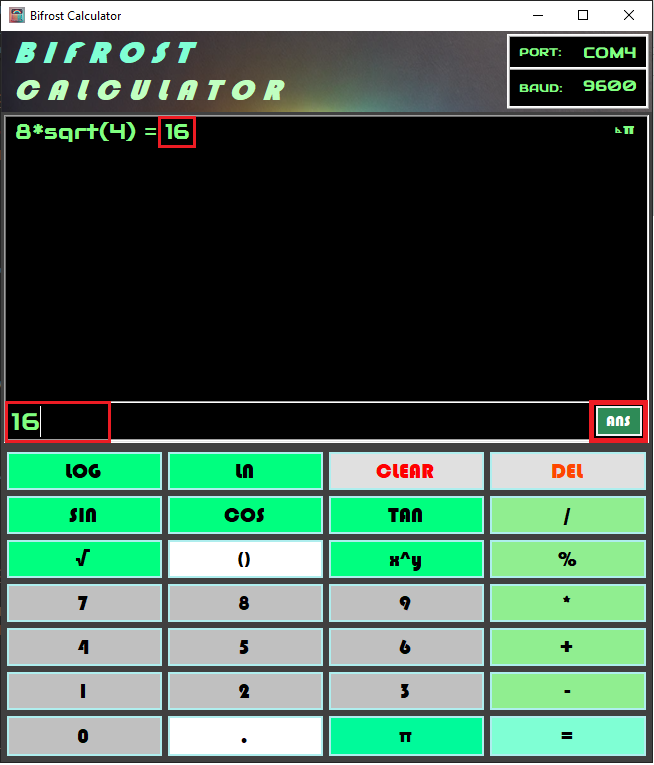 Bifrost Calculator
BIFROST
CALCULATOR
PORT: COM4
BAUD: 9600
8*sqrt(4) = 16
⊾π
16
ANS
LOG LN CLEAR DEL
SIN COS TAN /
√ () x^y %
7 8 9 *
4 5 6 +
1 2 3 -
0 . π =